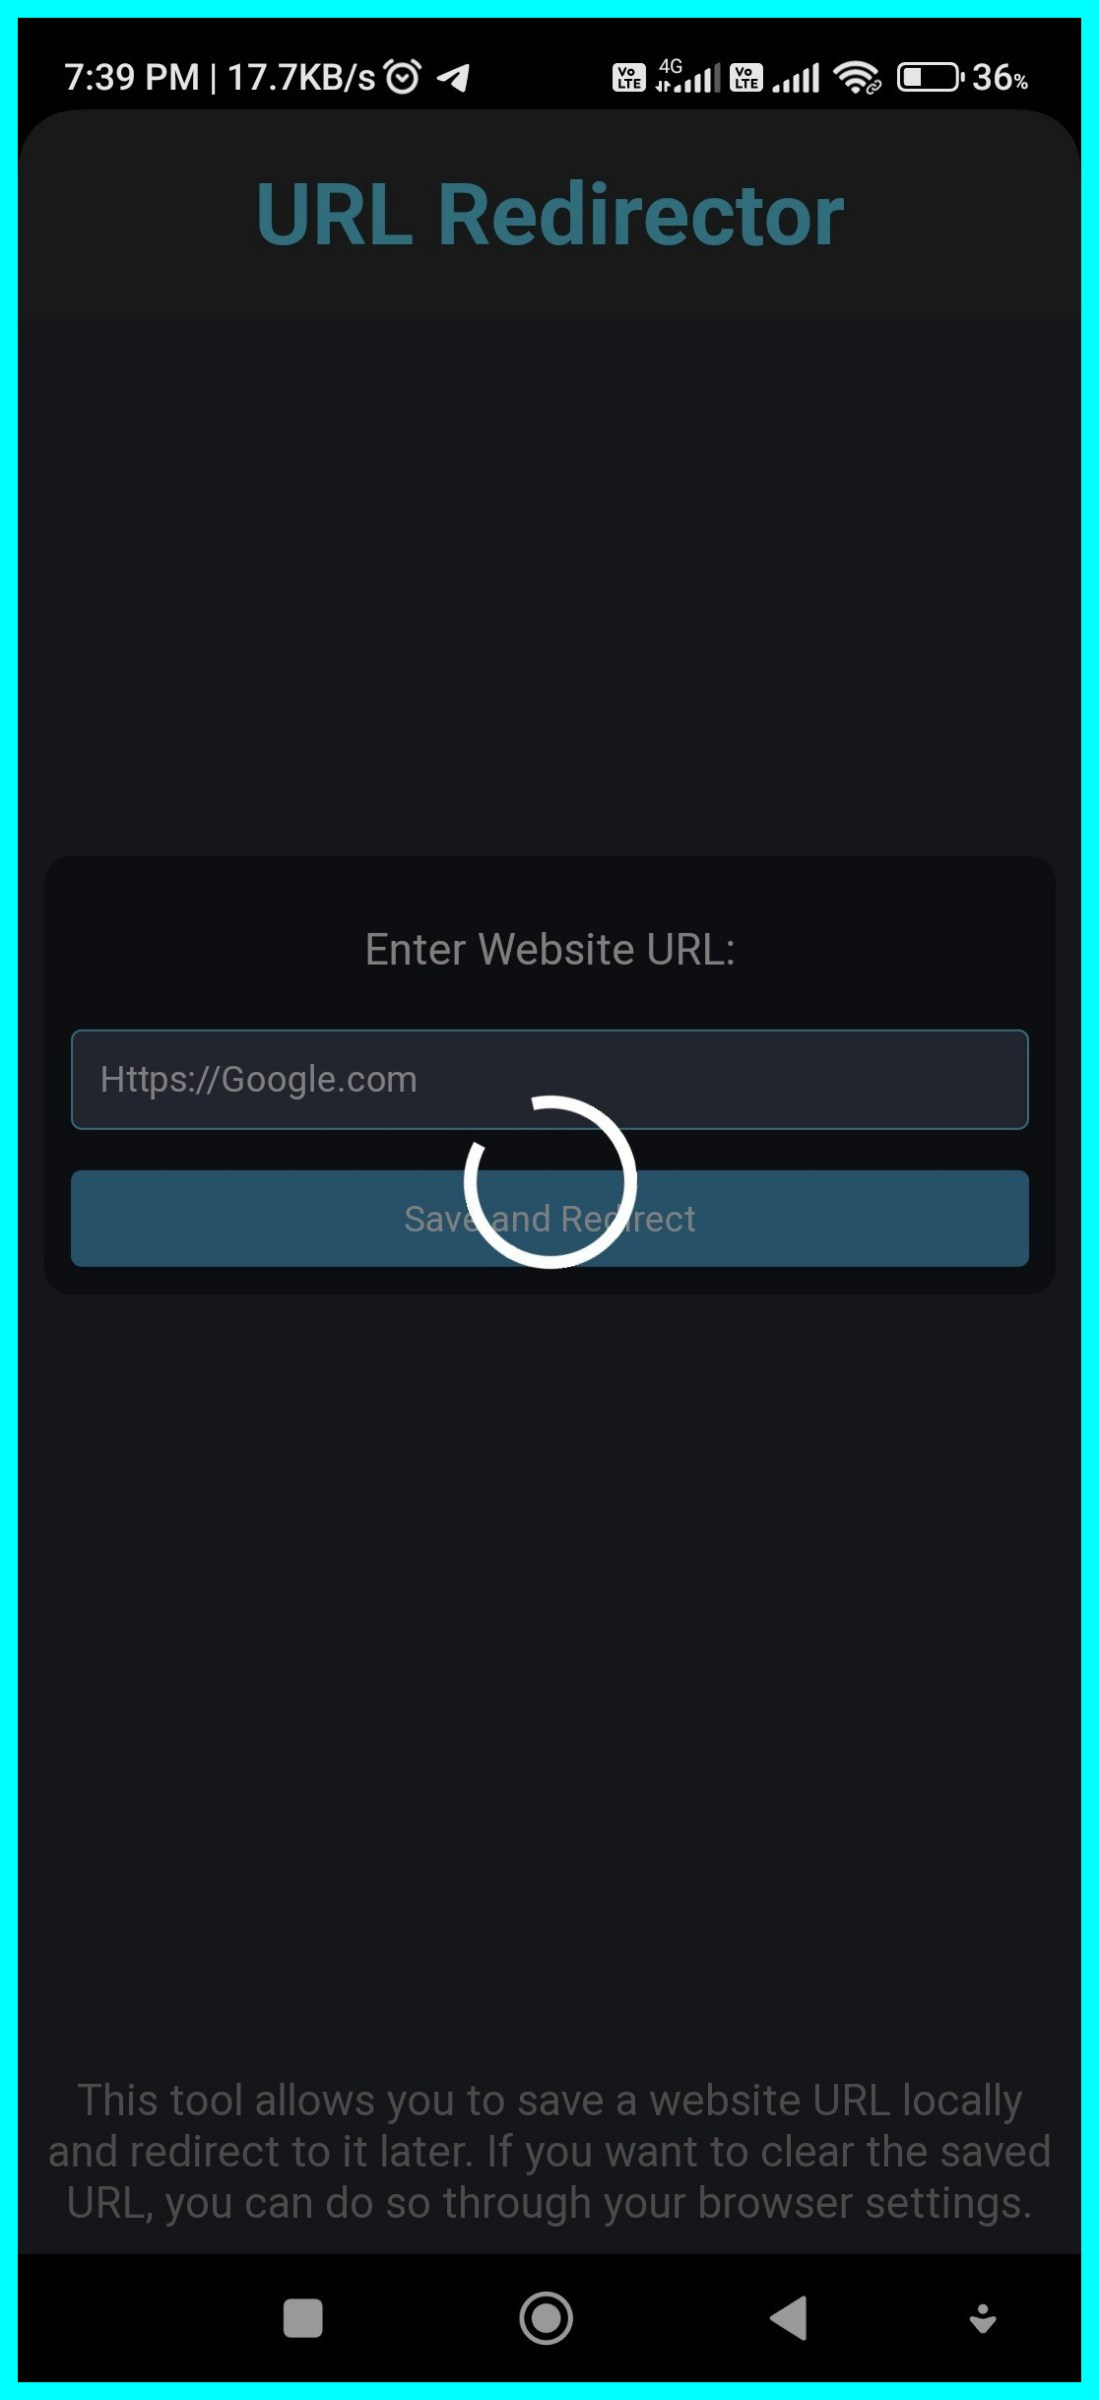 7:39 PM | 17.7KB/s Vo LTE 4G Vo LTE 36%
URL Redirector
Enter Website URL:
Https://Google.com
Save and Redirect
This tool allows you to save a website URL locally
and redirect to it later. If you want to clear the saved
URL, you can do so through your browser settings.